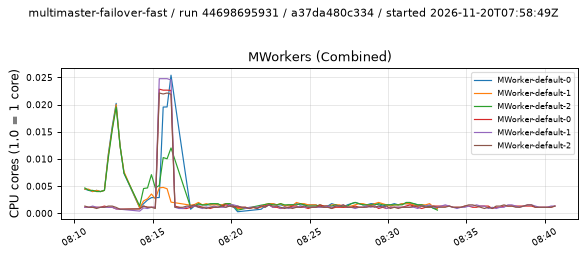 multimaster-failover-fast / run 44698695931 / a37da480c334 / started 2026-11-20T07:58:49Z
MWorkers (Combined)
CPU cores (1.0 = 1 core)
0.025
0.020
0.015
0.010
0.005
0.000
MWorker-default-0
MWorker-default-1
MWorker-default-2
MWorker-default-0
MWorker-default-1
MWorker-default-2
08:10
08:15
08:20
08:25
08:30
08:35
08:40